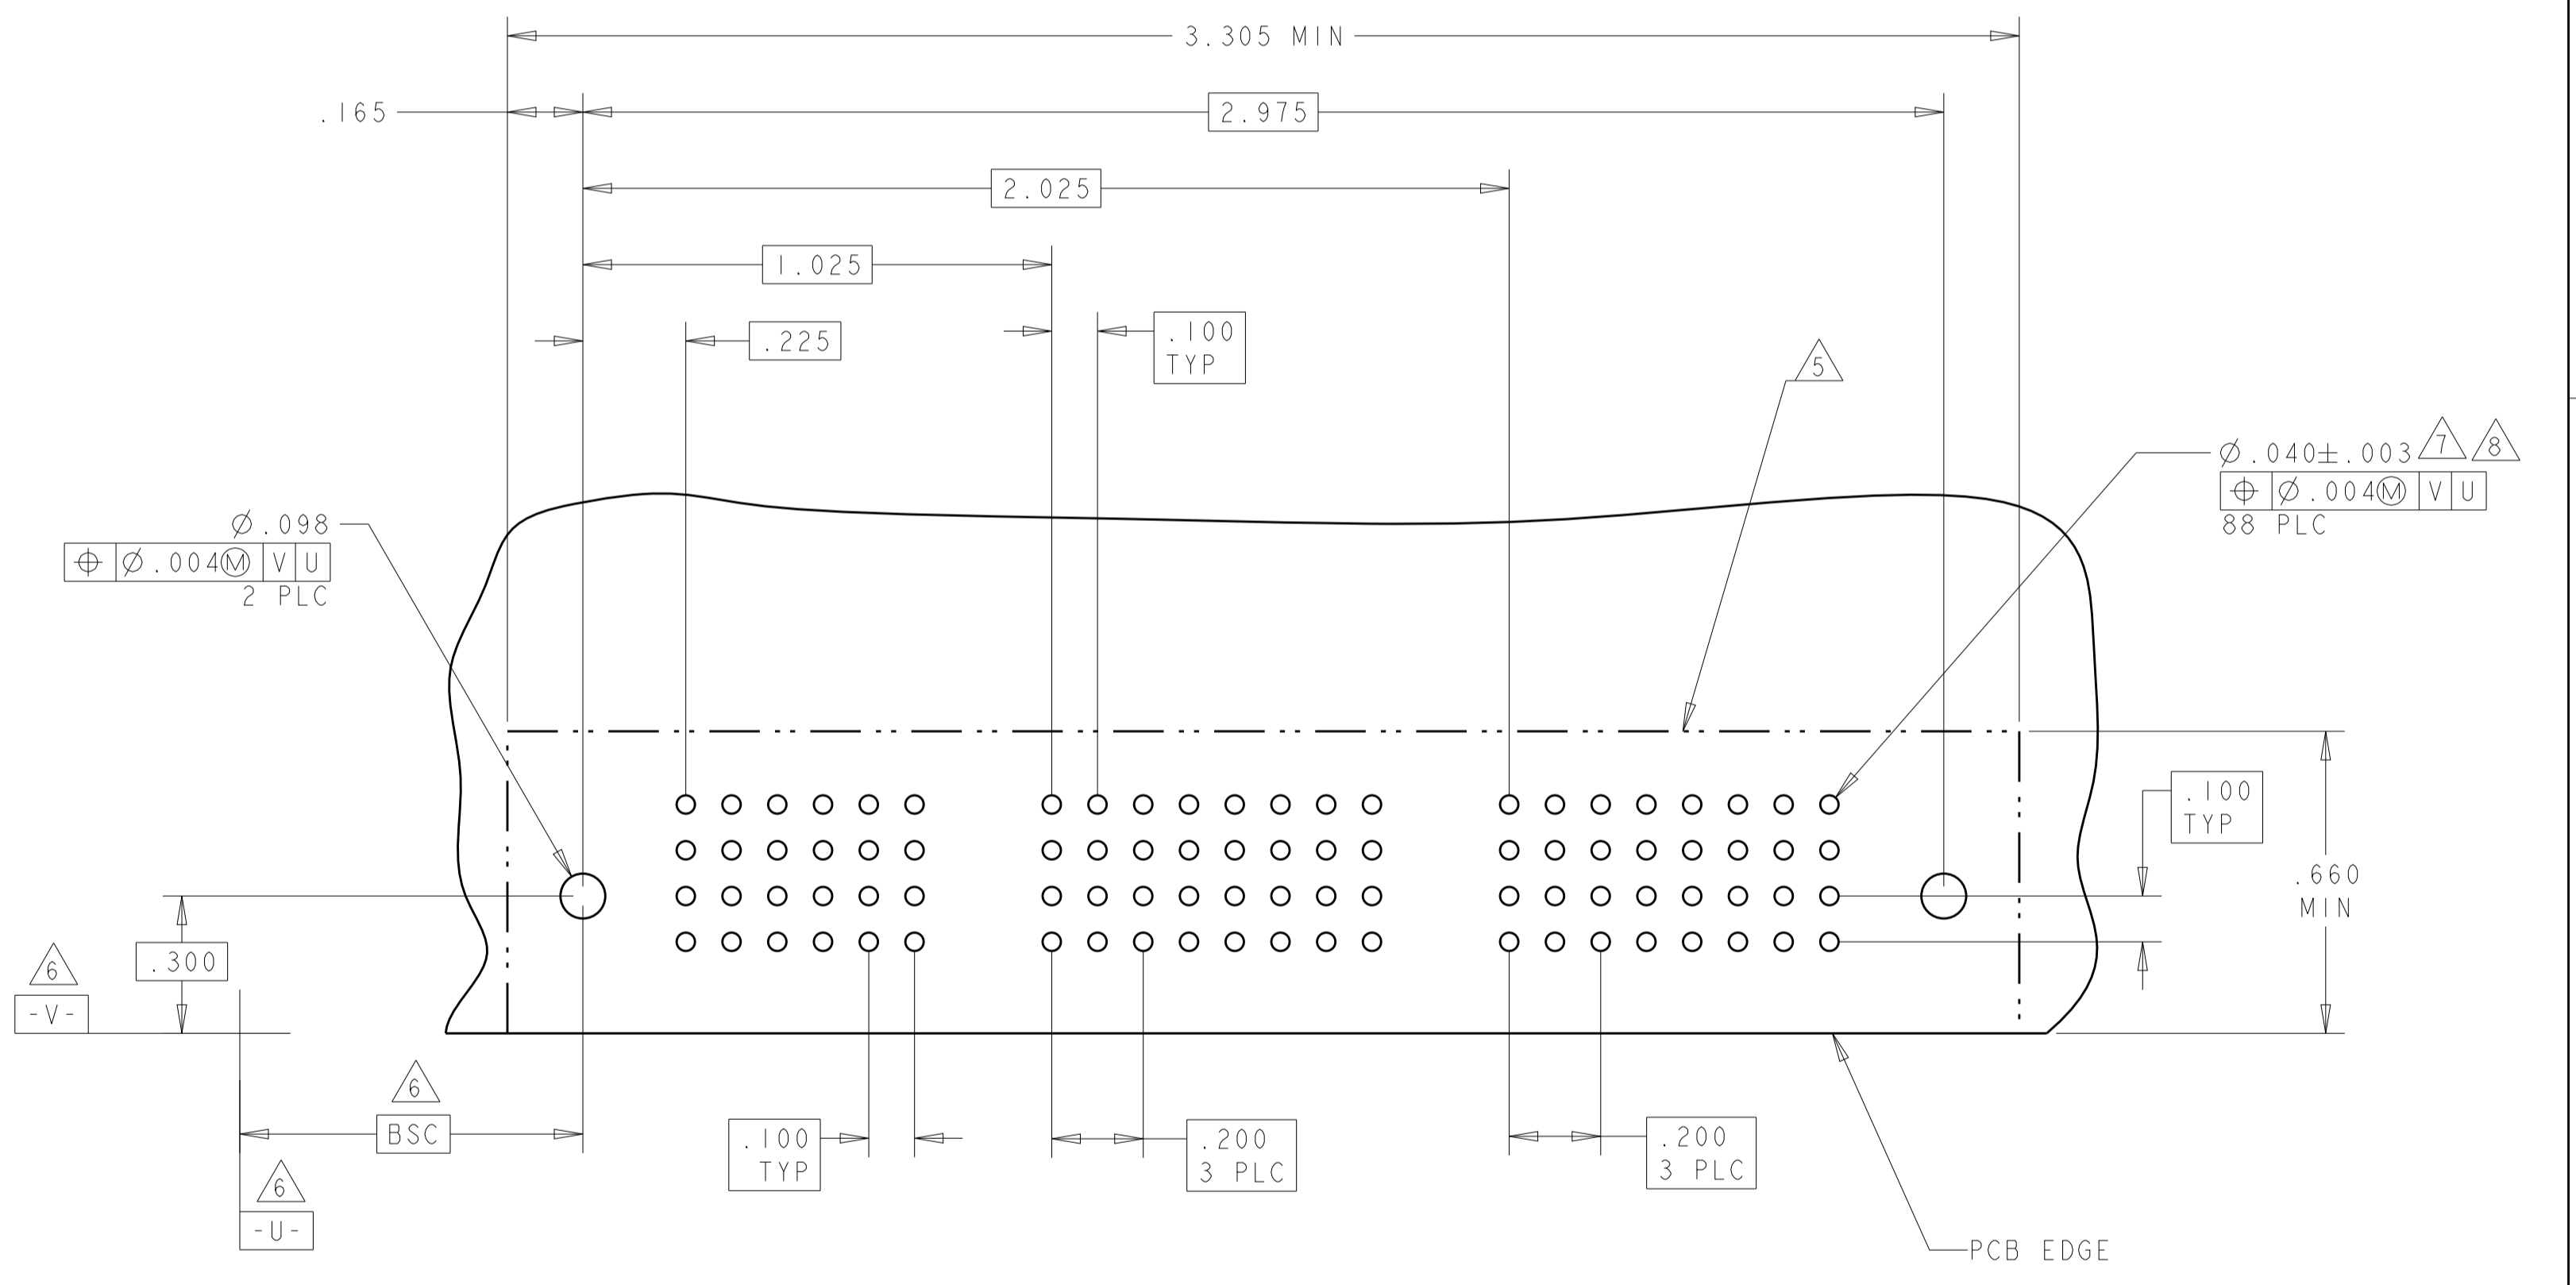 3.305 MIN
.165
2.975
2.025
1.025
.225
.100
TYP
5
Ø.040±.003 7 8
⌖ Ø.004Ⓜ V U
88 PLC
Ø.098
⌖ Ø.004Ⓜ V U
2 PLC
.100
TYP
.660
MIN
.300
6
-V-
6
BSC
6
-U-
.100
TYP
.200
3 PLC
.200
3 PLC
PCB EDGE